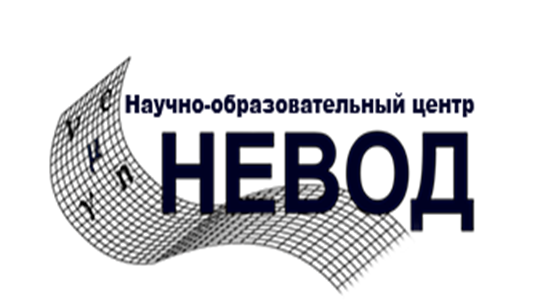 Научно-образовательный центр
НЕВОД
ν e
μ
γ n